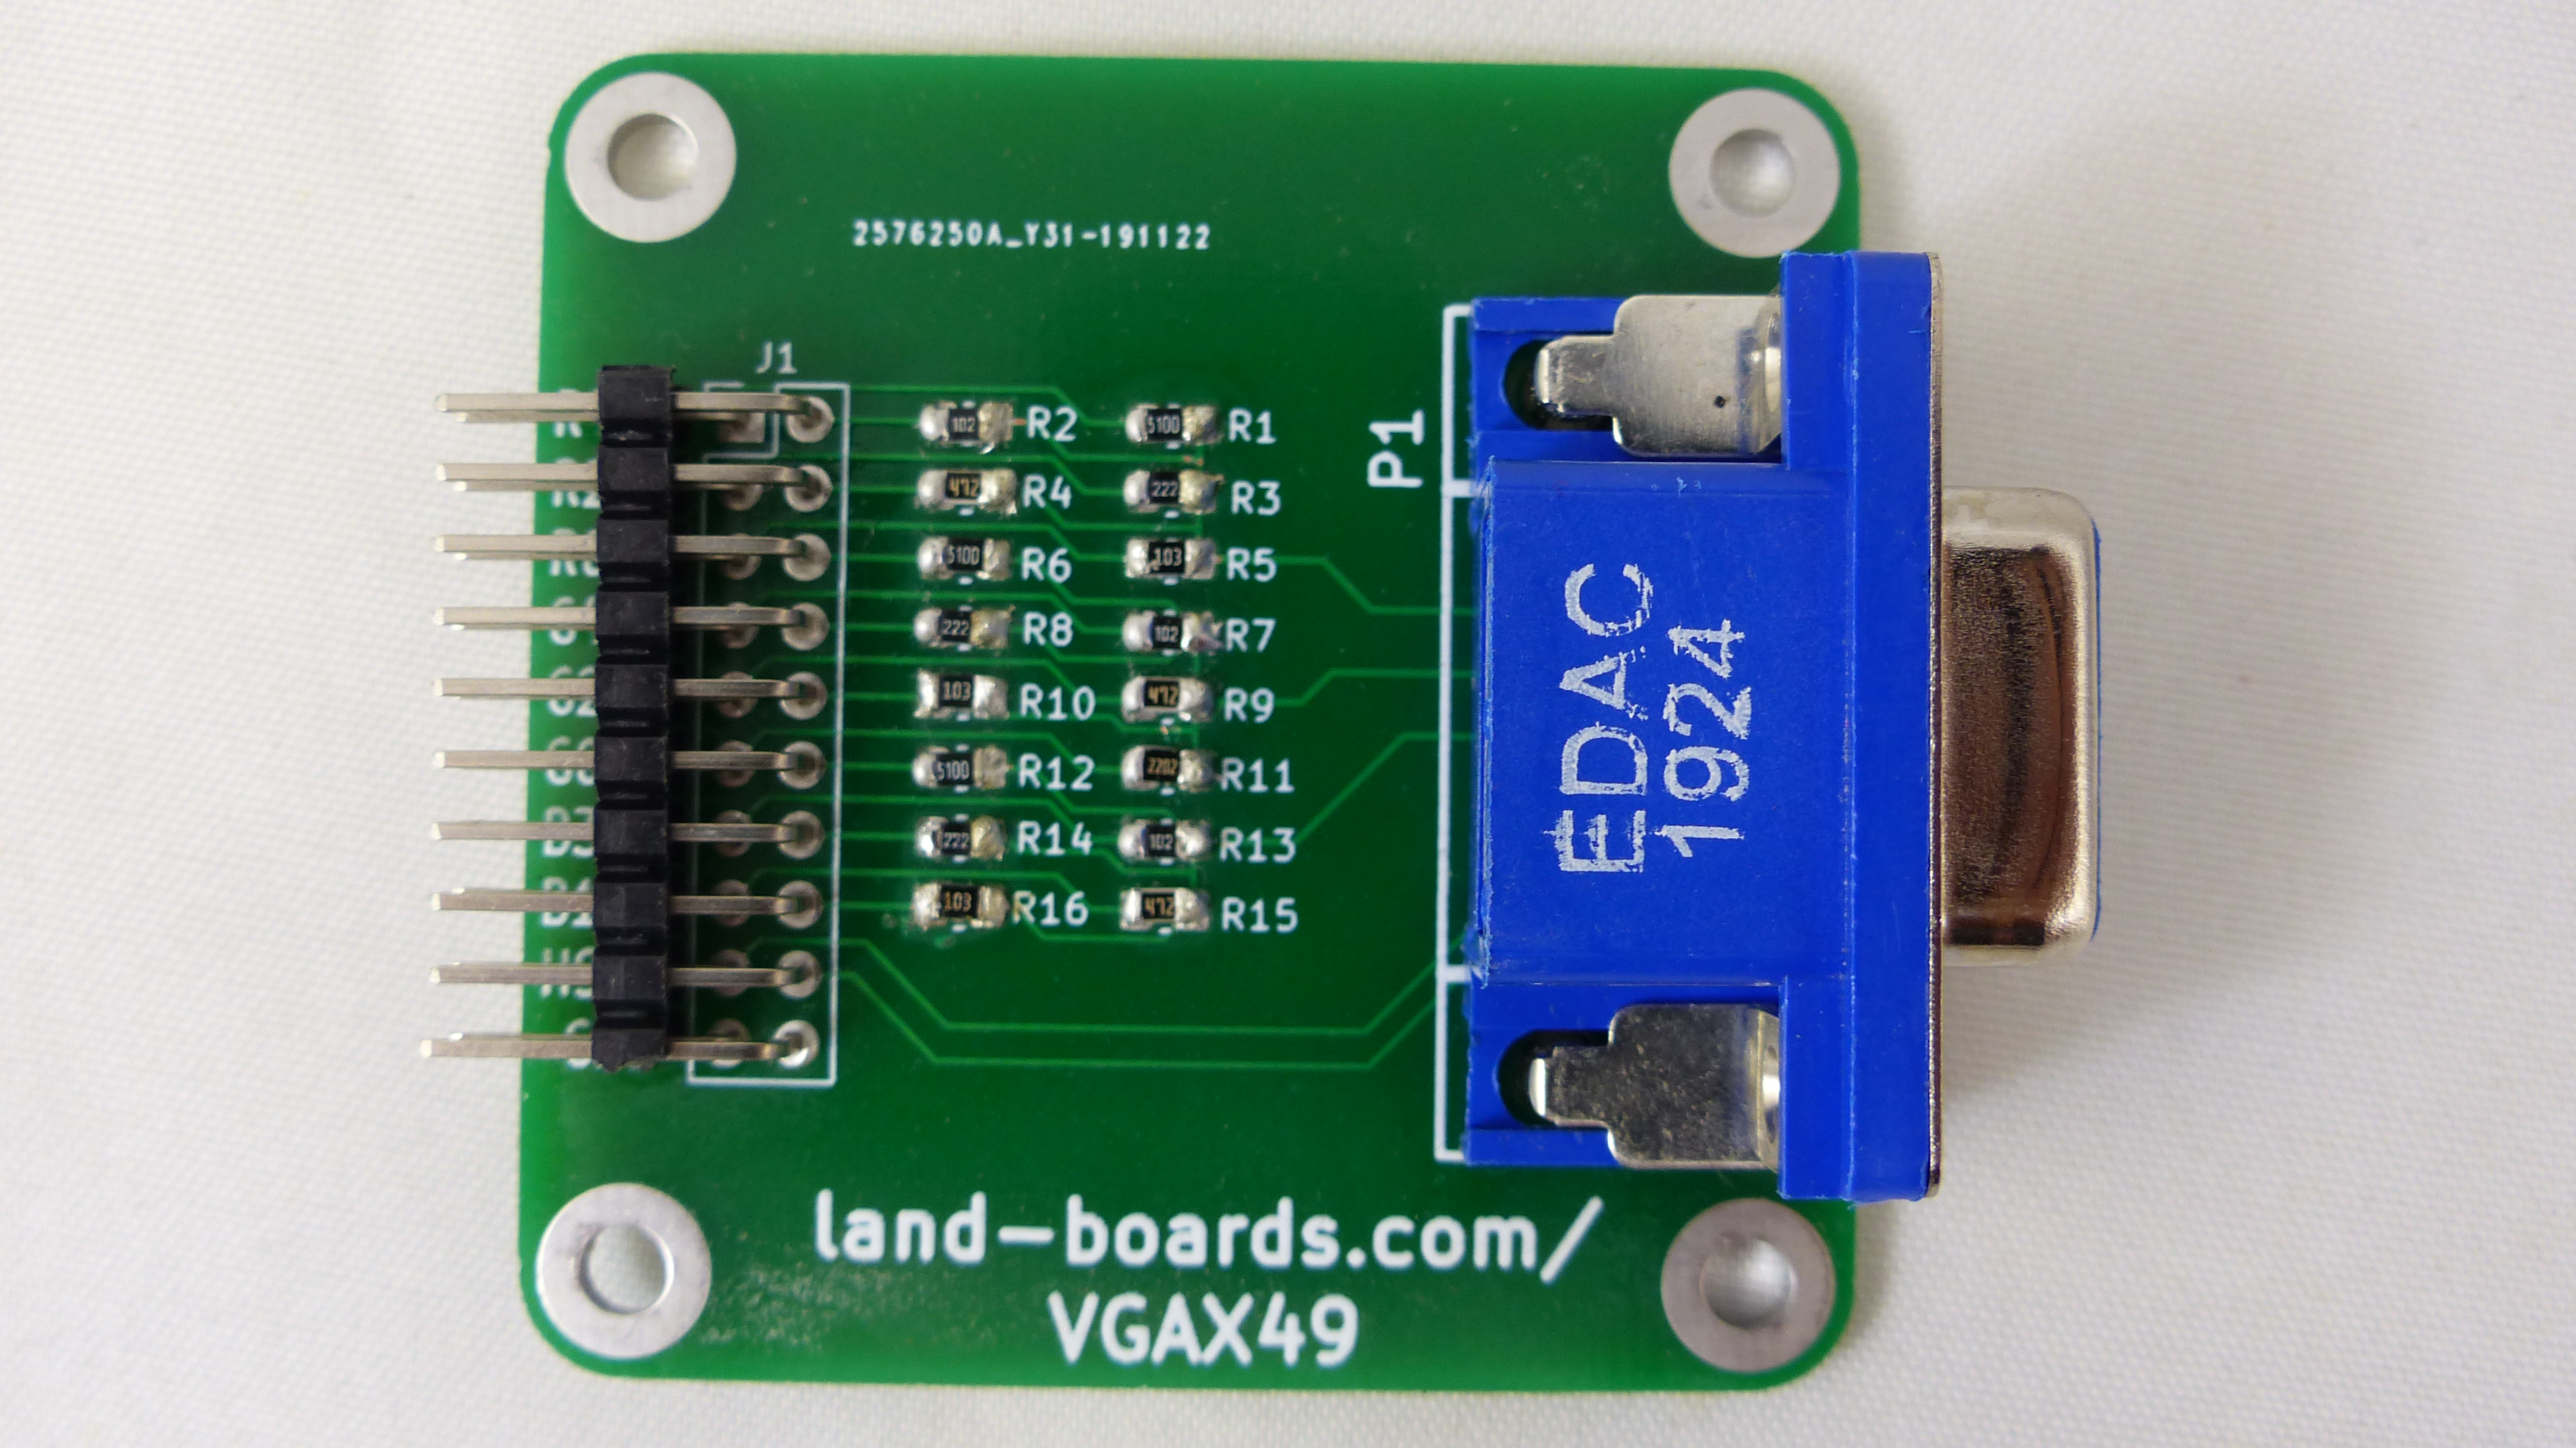 2576250A_Y31-191122
J1
102 R2 5100 R1
472 R4 222 R3
5100 R6 103 R5
222 R8 102 R7
103 R10 472 R9
5100 R12 2202 R11
222 R14 102 R13
103 R16 472 R15
P1
EDAC
1924
land-boards.com/
VGAX49